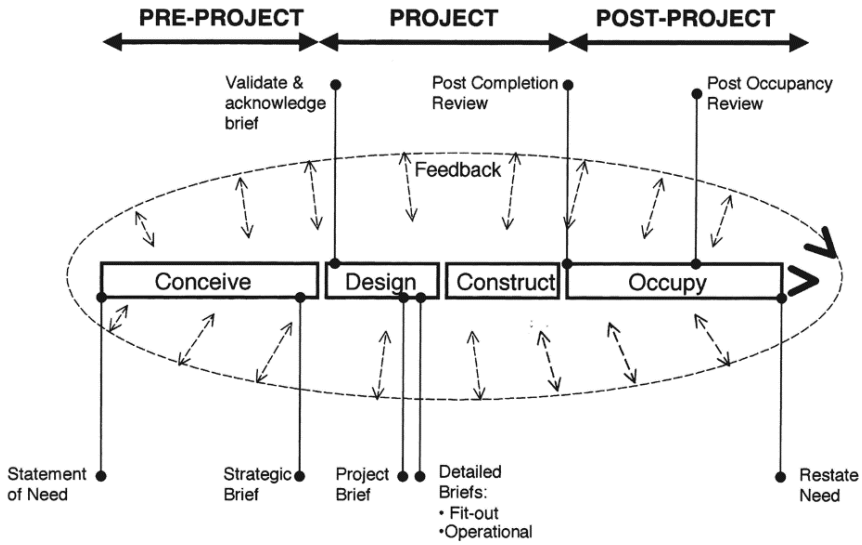 PRE-PROJECT
PROJECT
POST-PROJECT
Validate &
acknowledge
brief
Post Completion
Review
Post Occupancy
Review
Feedback
Conceive
Design
Construct
Occupy
Statement
of Need
Strategic
Brief
Project
Brief
Detailed
Briefs:
• Fit-out
•Operational
Restate
Need